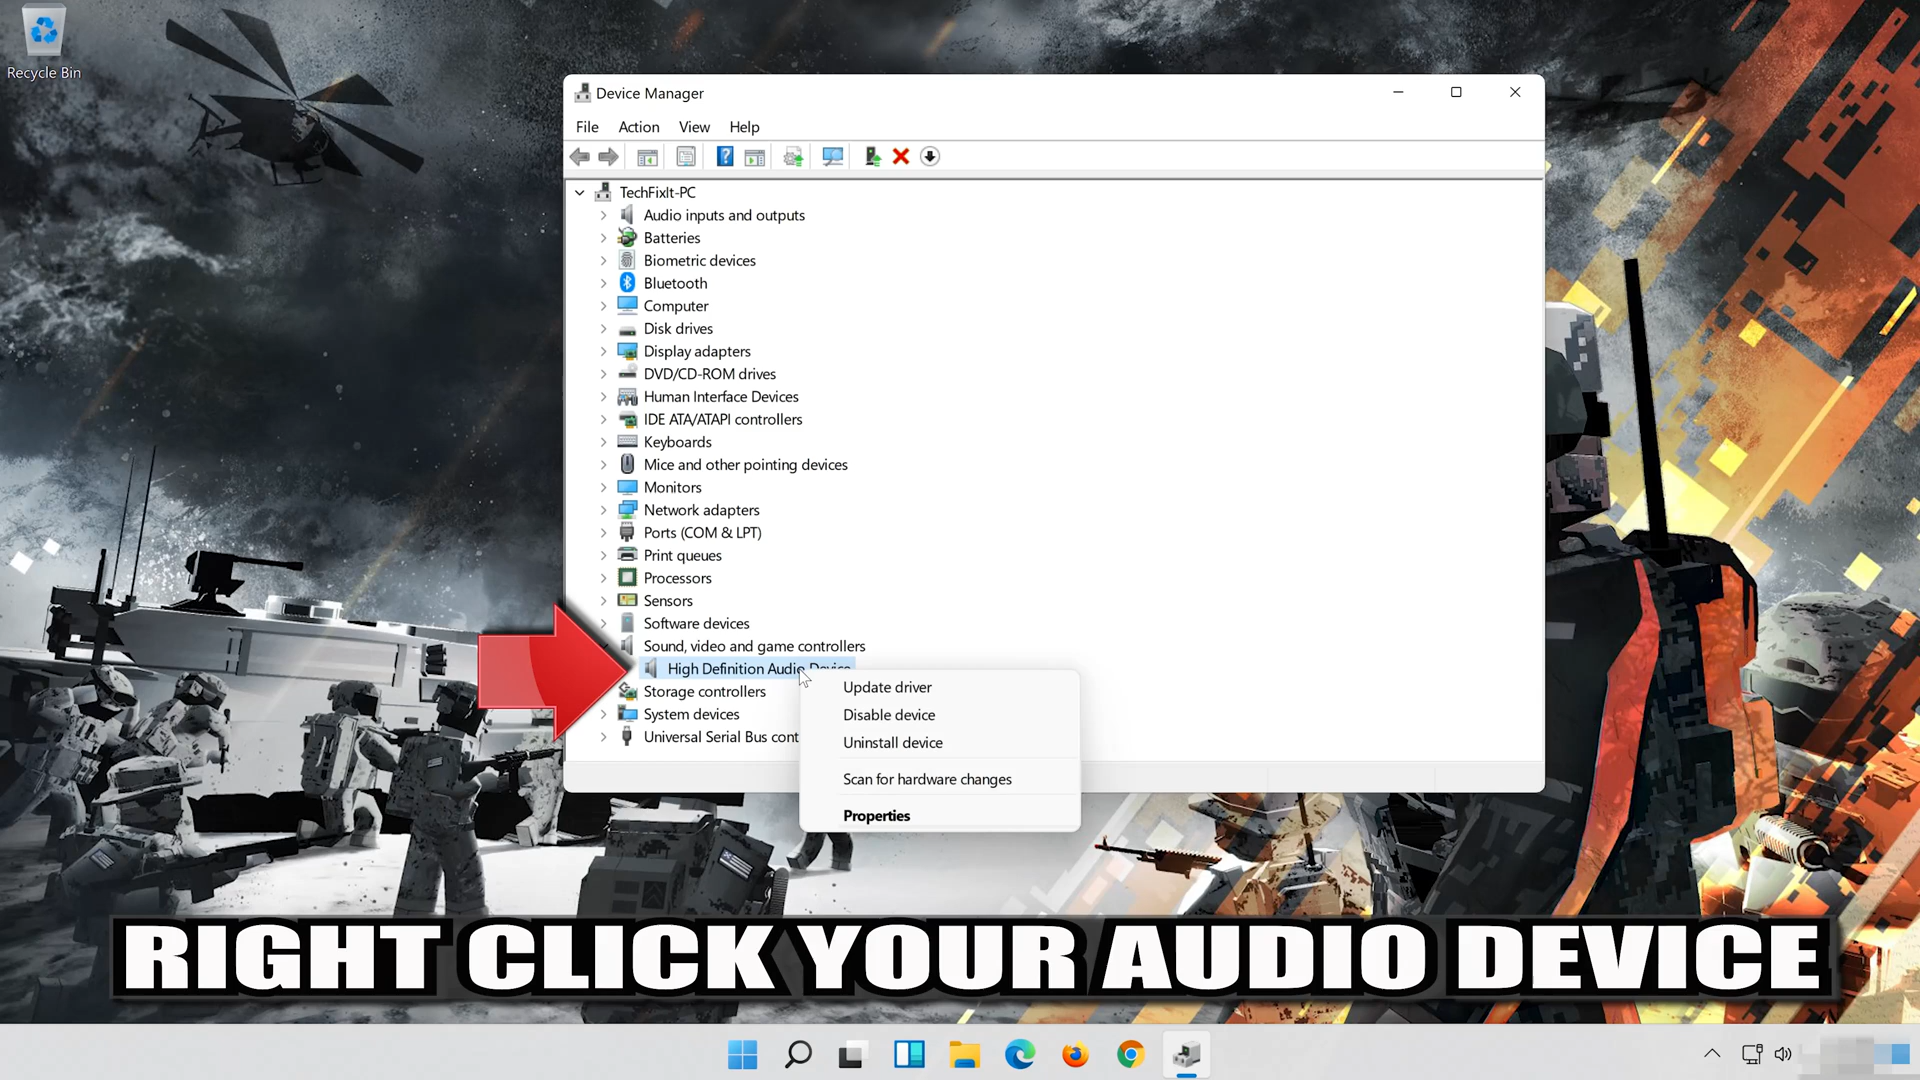 Recycle Bin
Device Manager
File Action View Help
TechFixIt-PC
Audio inputs and outputs
Batteries
Biometric devices
Bluetooth
Computer
Disk drives
Display adapters
DVD/CD-ROM drives
Human Interface Devices
IDE ATA/ATAPI controllers
Keyboards
Mice and other pointing devices
Monitors
Network adapters
Ports (COM & LPT)
Print queues
Processors
Sensors
Software devices
Sound, video and game controllers
High Definition Audio Device
Storage controllers
System devices
Universal Serial Bus cont
Update driver
Disable device
Uninstall device
Scan for hardware changes
Properties
RIGHT CLICK YOUR AUDIO DEVICE